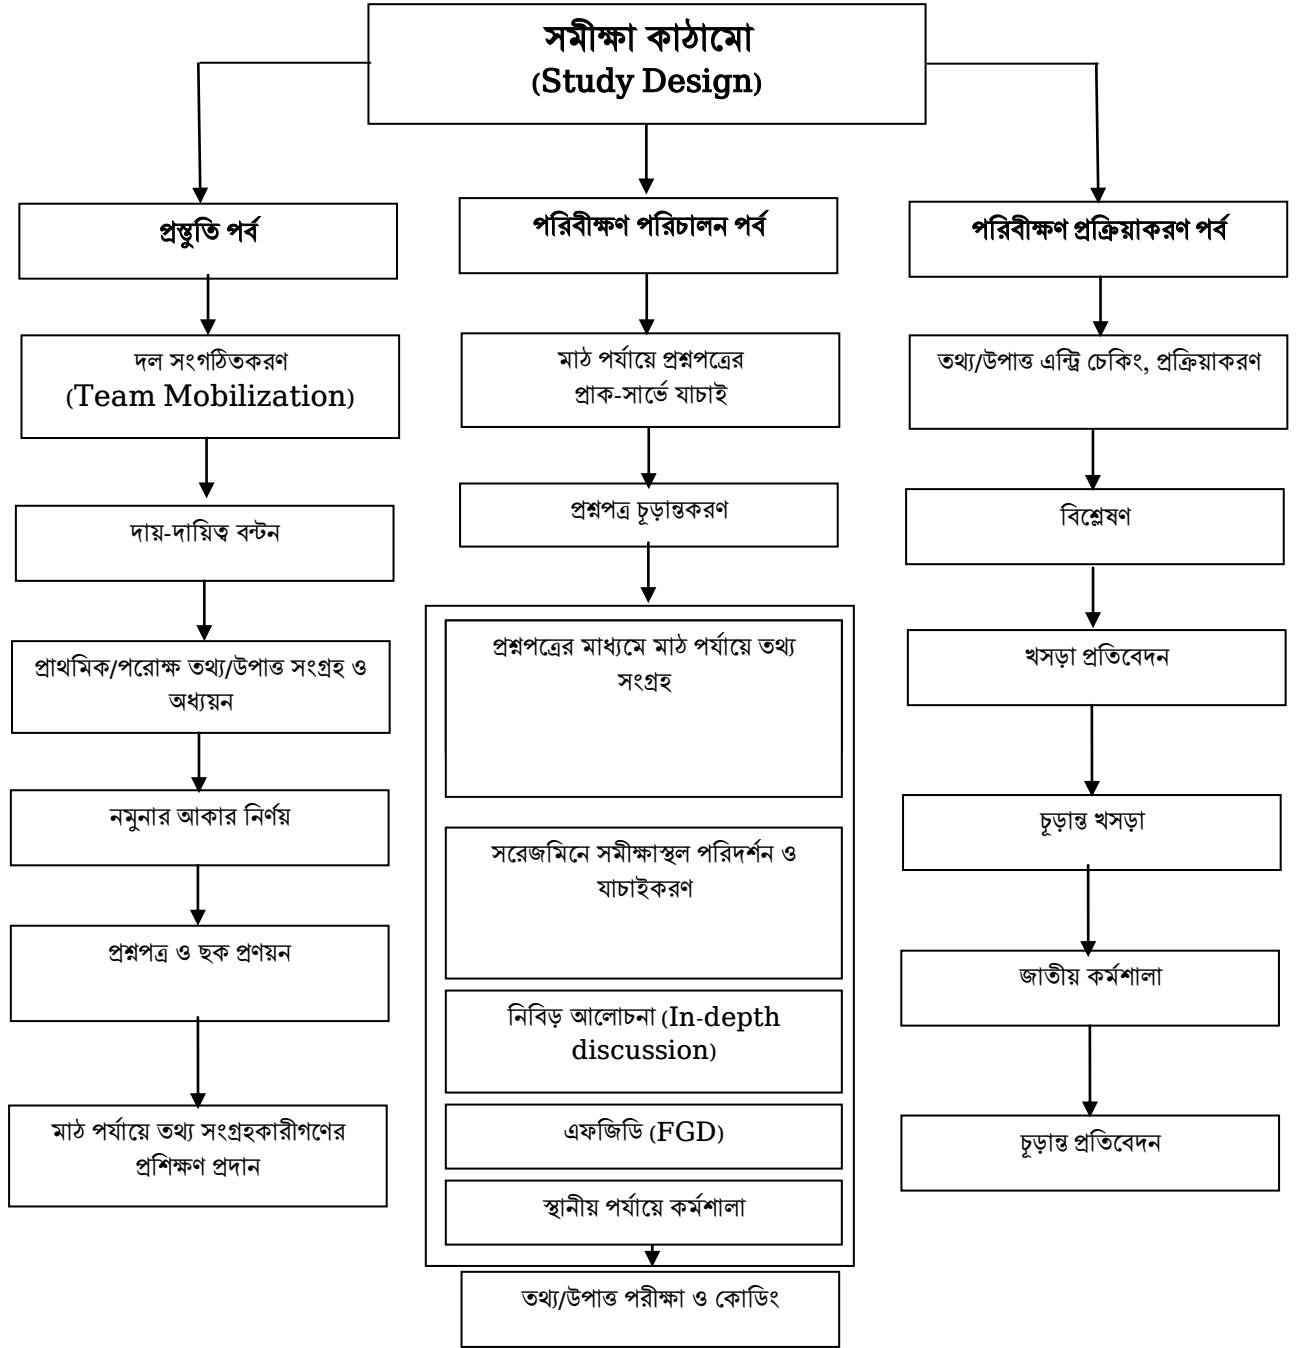 সমীক্ষা কাঠামো
(Study Design)
প্রস্তুতি পর্ব
দল সংগঠিতকরণ
(Team Mobilization)
দায়-দায়িত্ব বন্টন
প্রাথমিক/পরোক্ষ তথ্য/উপাত্ত সংগ্রহ ও
অধ্যয়ন
নমুনার আকার নির্ণয়
প্রশ্নপত্র ও ছক প্রণয়ন
মাঠ পর্যায়ে তথ্য সংগ্রহকারীগণের
প্রশিক্ষণ প্রদান
পরিবীক্ষণ পরিচালন পর্ব
মাঠ পর্যায়ে প্রশ্নপত্রের
প্রাক-সার্ভে যাচাই
প্রশ্নপত্র চূড়ান্তকরণ
প্রশ্নপত্রের মাধ্যমে মাঠ পর্যায়ে তথ্য
সংগ্রহ
সরেজমিনে সমীক্ষাস্থল পরিদর্শন ও
যাচাইকরণ
নিবিড় আলোচনা (In-depth
discussion)
এফজিডি (FGD)
স্থানীয় পর্যায়ে কর্মশালা
তথ্য/উপাত্ত পরীক্ষা ও কোডিং
পরিবীক্ষণ প্রক্রিয়াকরণ পর্ব
তথ্য/উপাত্ত এন্ট্রি চেকিং, প্রক্রিয়াকরণ
বিশ্লেষণ
খসড়া প্রতিবেদন
চূড়ান্ত খসড়া
জাতীয় কর্মশালা
চূড়ান্ত প্রতিবেদন